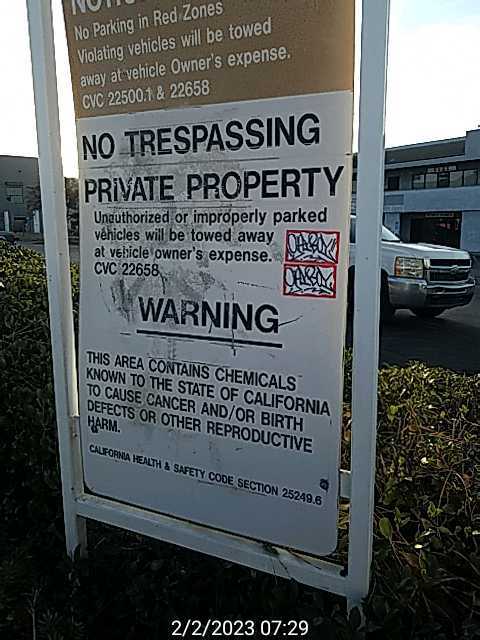 No Parking in Red Zones
Violating vehicles will be towed
away at vehicle Owner's expense.
CVC 22500.1 & 22658
NO TRESPASSING
PRIVATE PROPERTY
Unauthorized or improperly parked
vehicles will be towed away
at vehicle owner's expense.
CVC 22658
WARNING
THIS AREA CONTAINS CHEMICALS
KNOWN TO THE STATE OF CALIFORNIA
TO CAUSE CANCER AND/OR BIRTH
DEFECTS OR OTHER REPRODUCTIVE
HARM.
CALIFORNIA HEALTH & SAFETY CODE SECTION 25249.6
2/2/2023 07:29